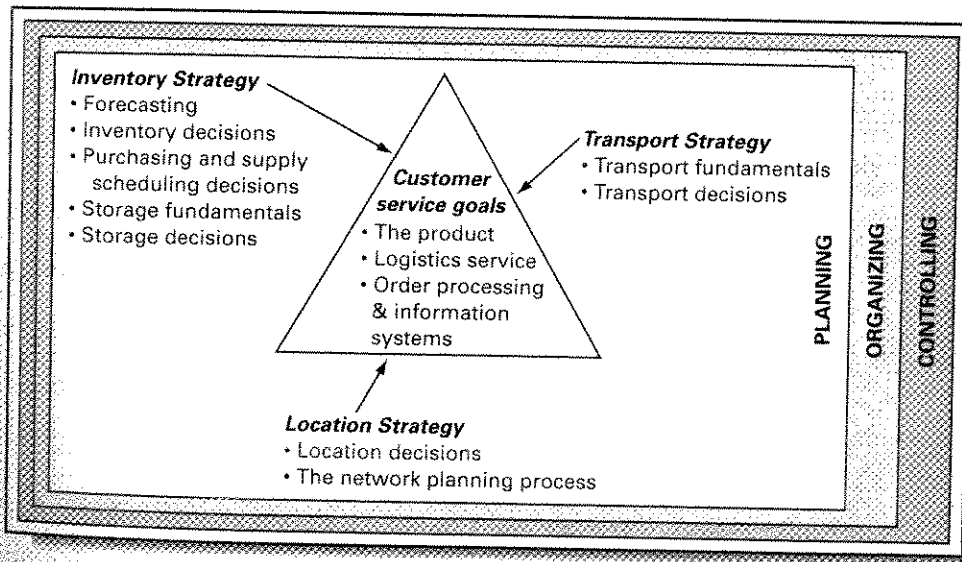 Inventory Strategy
• Forecasting
• Inventory decisions
• Purchasing and supply
scheduling decisions
• Storage fundamentals
• Storage decisions
Customer
service goals
• The product
• Logistics service
• Order processing
& information
systems
Transport Strategy
• Transport fundamentals
• Transport decisions
Location Strategy
• Location decisions
• The network planning process
PLANNING
ORGANIZING
CONTROLLING